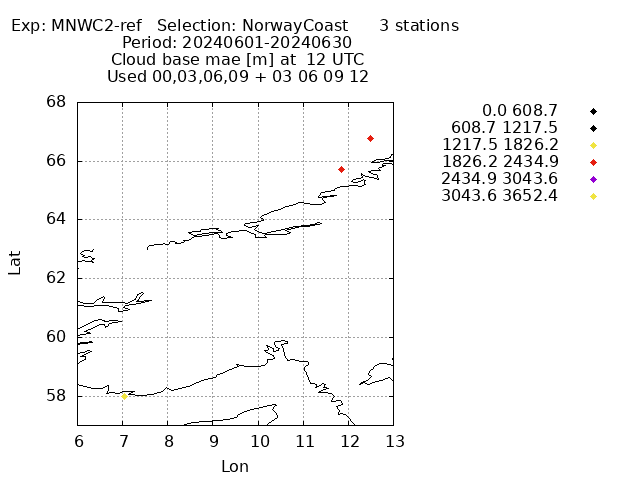 Exp: MNWC2-ref   Selection: NorwayCoast      3 stations
Period: 20240601-20240630
Cloud base mae [m] at  12 UTC
Used 00,03,06,09 + 03 06 09 12
0.0 608.7
608.7 1217.5
1217.5 1826.2
1826.2 2434.9
2434.9 3043.6
3043.6 3652.4
68
66
64
62
60
58
Lat
6 7 8 9 10 11 12 13
Lon